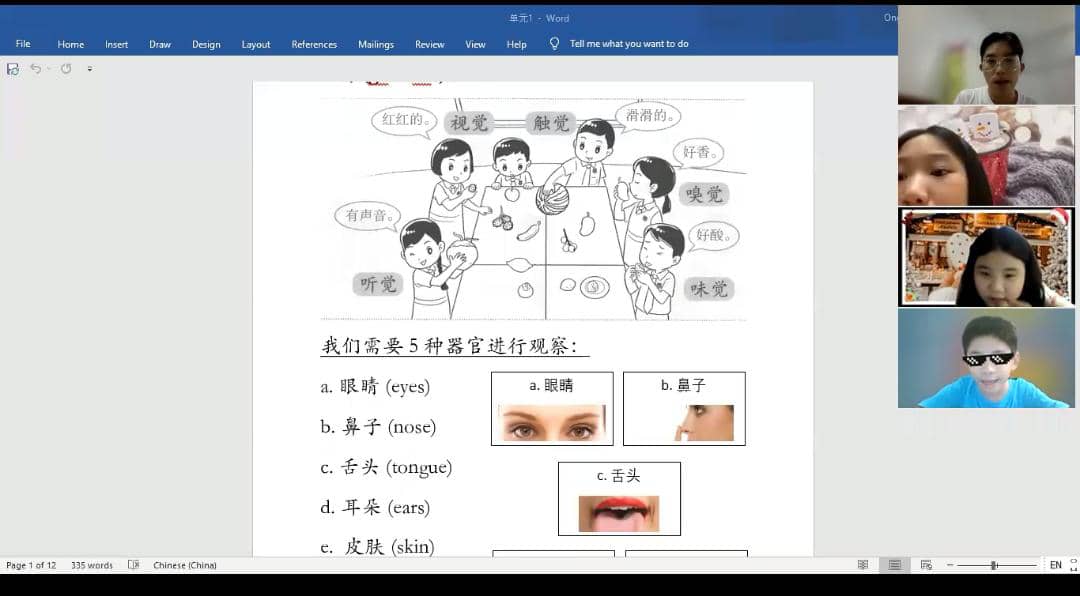 单元1 - Word
File Home Insert Draw Design Layout References Mailings Review View Help Tell me what you want to do
红红的。
视觉
触觉
滑滑的。
好香。
嗅觉
有声音。
好酸。
听觉
味觉
我们需要 5 种器官进行观察：
a. 眼睛 (eyes)
b. 鼻子 (nose)
c. 舌头 (tongue)
d. 耳朵 (ears)
e. 皮肤 (skin)
a. 眼睛
b. 鼻子
c. 舌头
Page 1 of 12 335 words Chinese (China) EN